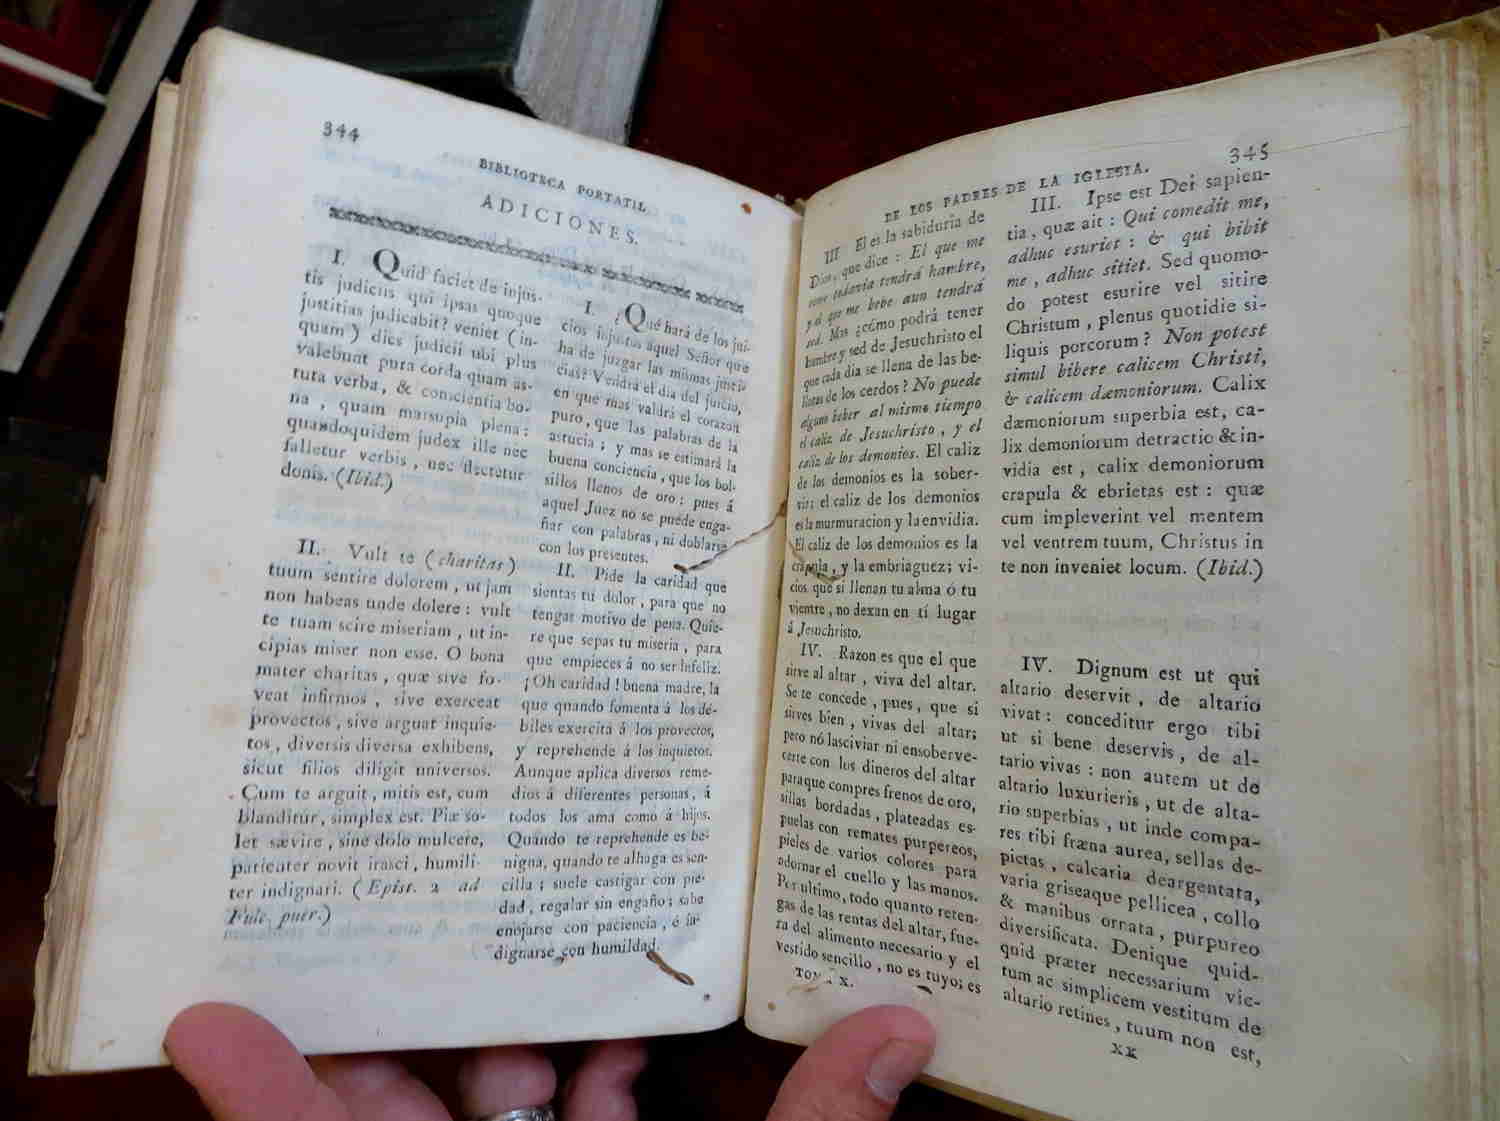 344
BIBLIOTECA PORTATIL
ADICIONES.
I. Quid faciet de injus-
tis judiciis qui ipsas quoque
justitias judicabit? veniet (in-
quam) dies judicii ubi plus
valebunt pura corda quam as-
tuta verba, & conscientia bo-
na, quam marsupia plena:
quandoquidem judex ille nec
falletur verbis, nec flectetur
donis. (Ibid.)
II. Vult te (charitas)
tuum sentire dolorem, ut jam
non habeas unde dolere: vult
te tuam scire miseriam, ut in-
cipias miser non esse. O bona
mater charitas, quæ sive fo-
veat infirmos, sive exerceat
provectos, sive arguat inquie-
tos, diversis diversa exhibens,
sicut filios diligit universos.
Cum te arguit, mitis est, cum
blanditur, simplex est. Piæ so-
let sævire, sine dolo mulcere,
patienter novit irasci, humili-
ter indignari. (Epist. 2 ad
Fulc. puer.)
I. ¿Qué hará de los jui-
cios injustos aquel Señor que
ha de juzgar las mismas justi-
cias? Vendrá el dia del juicio,
en que mas valdrá el corazon
puro, que las palabras de la
astucia; y mas se estimará la
buena conciencia, que los bol-
sillos llenos de oro: pues á
aquel Juez no se puede enga-
ñar con palabras, ni doblarse
con los presentes.
II. Pide la caridad que
sientas tu dolor, para que no
tengas motivo de pena. Quie-
re que sepas tu miseria, para
que empieces á no ser infeliz.
¡Oh caridad! buena madre, la
que quando fomenta á los dé-
biles exercita á los provectos,
y reprehende á los inquietos.
Aunque aplica diversos reme-
dios á diferentes personas, á
todos los ama como á hijos.
Quando te reprehende es be-
nigna, quando te alhaga es sen-
cilla; suele castigar con pie-
dad, regalar sin engaño; sabe
enojarse con paciencia, é in-
dignarse con humildad.
DE LOS PADRES DE LA IGLESIA.
345
III Él es la sabiduría de
Dios, que dice: El que me
come todavia tendrá hambre,
y el que me bebe aun tendrá
sed. Mas ¿cómo podrá tener
hambre y sed de Jesuchristo el
que cada dia se llena de las be-
llotas de los cerdos? No puede
alguno beber al mismo tiempo
el caliz de Jesuchristo, y el
caliz de los demonios. El caliz
de los demonios es la sober-
via; el caliz de los demonios
es la murmuracion y la envidia.
El caliz de los demonios es la
crápula, y la embriaguez; vi-
cios que si llenan tu alma ó tu
vientre, no dexan en tí lugar
á Jesuchristo.
IV. Razon es que el que
sirve al altar, viva del altar.
Se te concede, pues, que si
sirves bien, vivas del altar;
pero nó lasciviar ni ensoberve-
certe con los dineros del altar
para que compres frenos de oro,
sillas bordadas, plateadas es-
puelas con remates purpereos,
pieles de varios colores para
adornar el cuello y las manos.
Por ultimo, todo quanto reten-
gas de las rentas del altar, fue-
ra del alimento necesario y el
vestido sencillo, no es tuyo; es
TOM. X.
III. Ipse est Dei sapien-
tia, quæ ait: Qui comedit me,
adhuc esuriet: & qui bibit
me, adhuc sitiet. Sed quomo-
do potest esurire vel sitire
Christum, plenus quotidie si-
liquis porcorum? Non potest
simul bibere calicem Christi,
& calicem dæmoniorum. Calix
dæmoniorum superbia est, ca-
lix demoniorum detractio & in-
vidia est, calix demoniorum
crapula & ebrietas est: quæ
cum impleverint vel mentem
vel ventrem tuum, Christus in
te non inveniet locum. (Ibid.)
IV. Dignum est ut qui
altario deservit, de altario
vivat: conceditur ergo tibi
ut si bene deservis, de al-
tario vivas: non autem ut de
altario luxurieris, ut de alta-
rio superbias, ut inde compa-
res tibi fræna aurea, sellas de-
pictas, calcaria deargentata,
varia griseaque pellicea, collo
& manibus ornata, purpureo
diversificata. Denique quid-
quid præter necessarium vic-
tum ac simplicem vestitum de
altario retines, tuum non est,
XX